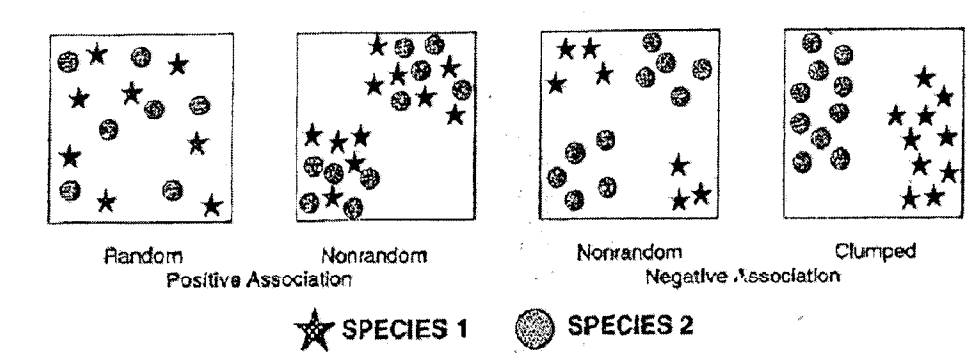 Random Nonrandom Nonrandom Clumped
Positive Association Negative Association
SPECIES 1 SPECIES 2